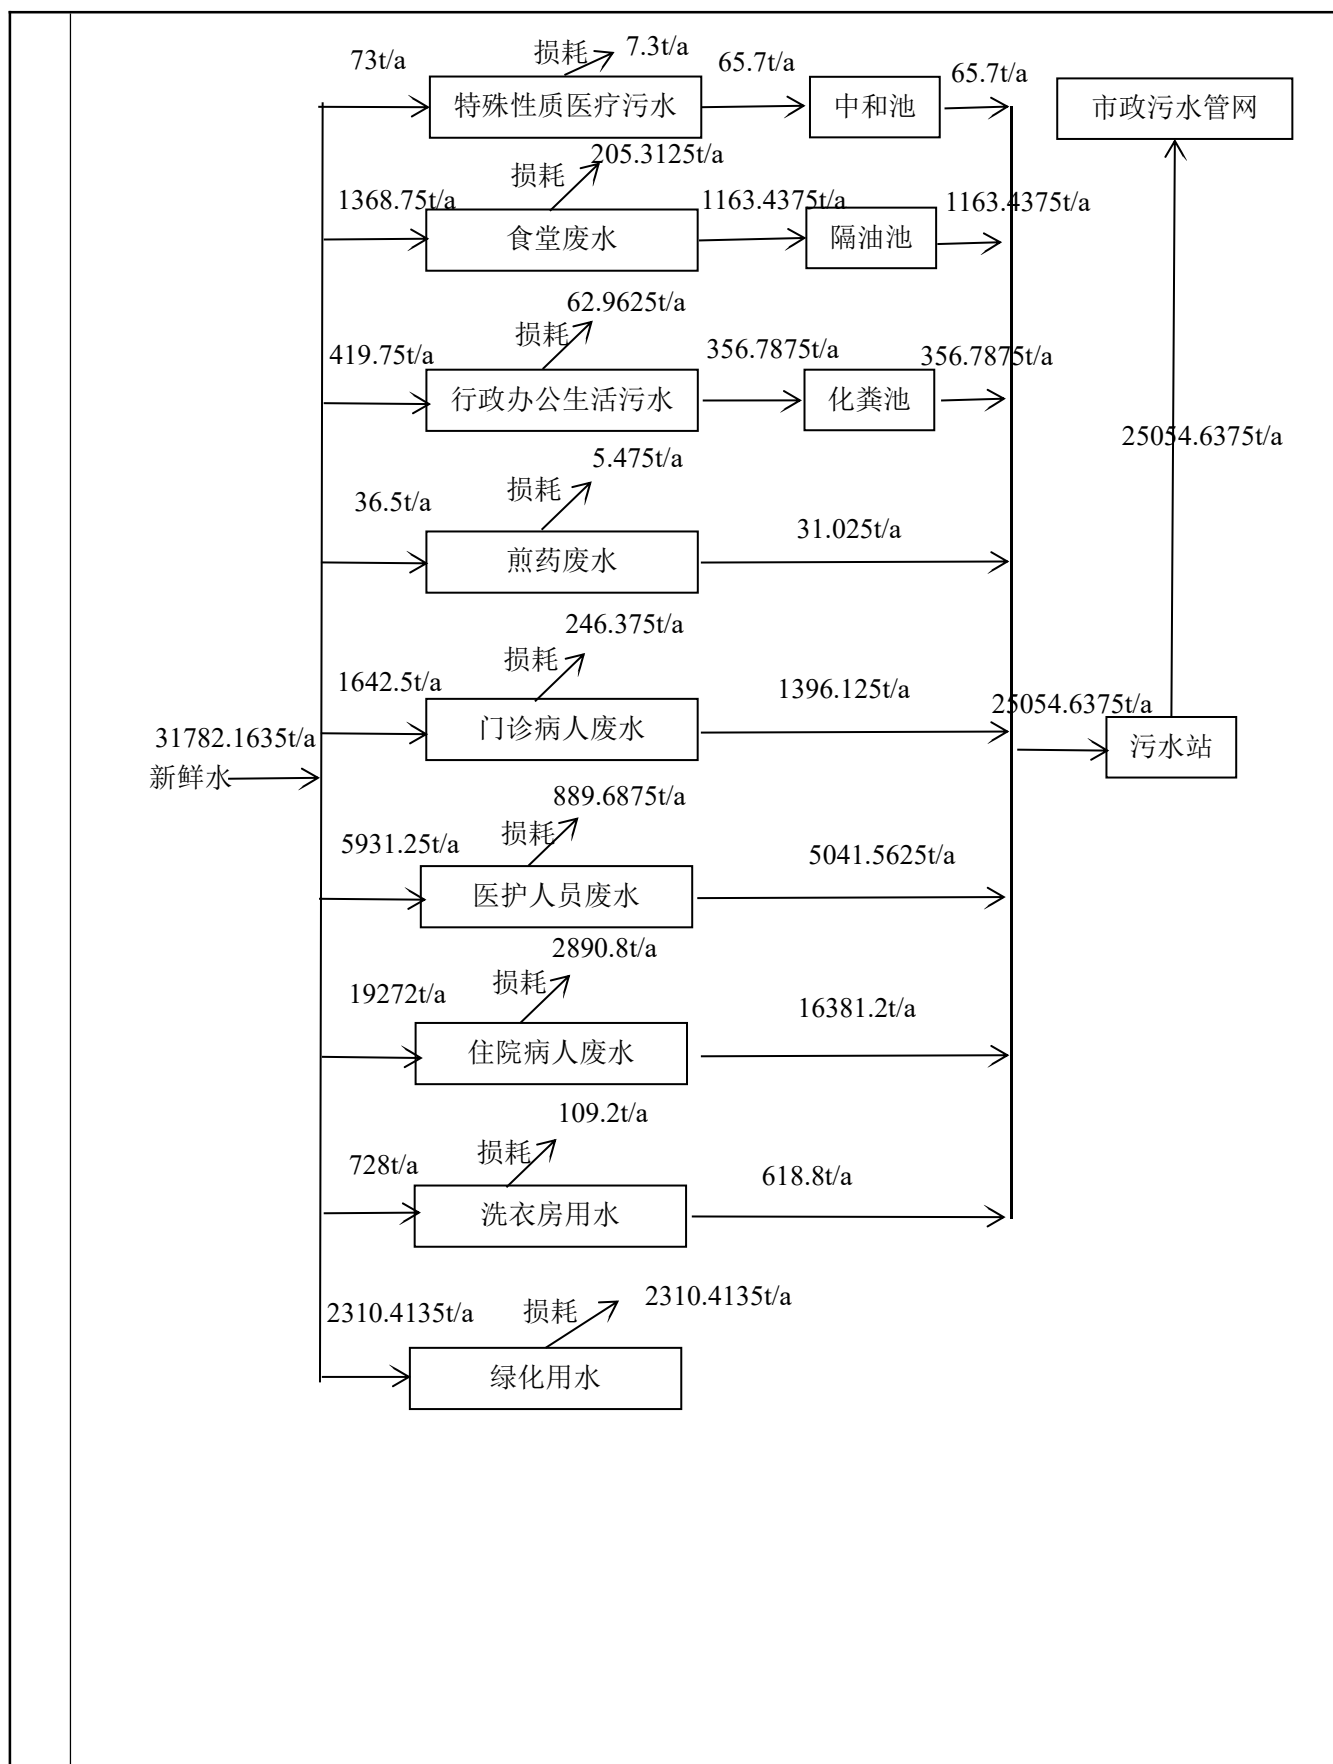 73t/a
损耗
7.3t/a
65.7t/a
65.7t/a
特殊性质医疗污水
中和池
市政污水管网
1368.75t/a
损耗
205.3125t/a
1163.4375t/a
1163.4375t/a
食堂废水
隔油池
419.75t/a
损耗
62.9625t/a
356.7875t/a
356.7875t/a
行政办公生活污水
化粪池
25054.6375t/a
36.5t/a
损耗
5.475t/a
31.025t/a
煎药废水
1642.5t/a
损耗
246.375t/a
1396.125t/a
门诊病人废水
25054.6375t/a
污水站
31782.1635t/a
新鲜水
5931.25t/a
损耗
889.6875t/a
5041.5625t/a
医护人员废水
19272t/a
损耗
2890.8t/a
16381.2t/a
住院病人废水
728t/a
损耗
109.2t/a
618.8t/a
洗衣房用水
2310.4135t/a
损耗
2310.4135t/a
绿化用水